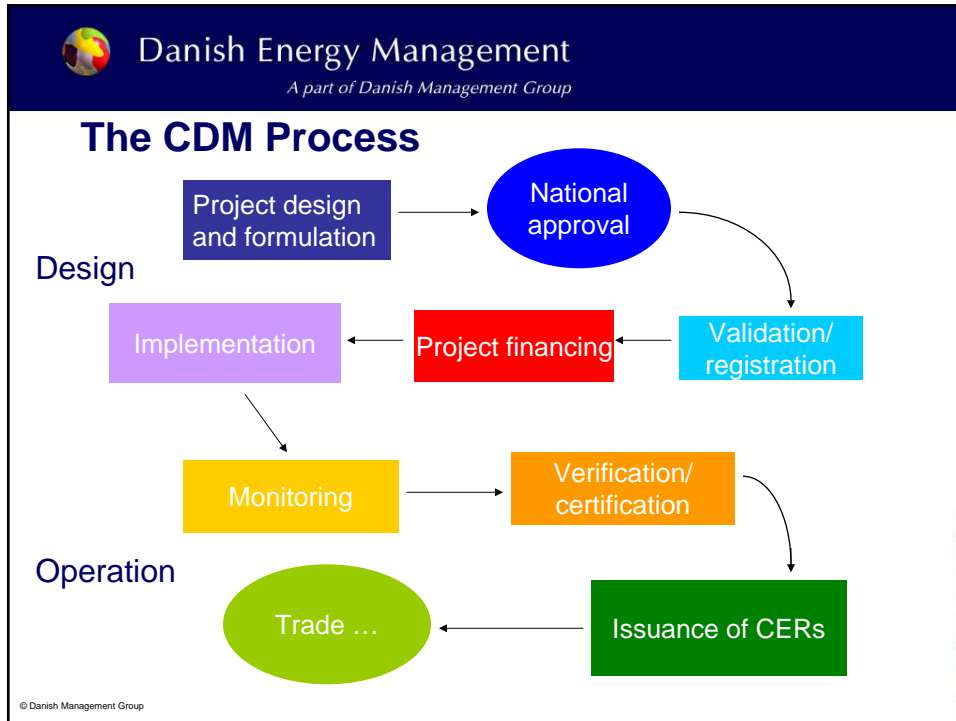 Danish Energy Management
A part of Danish Management Group
The CDM Process
Project design
and formulation
National
approval
Design
Implementation
Project financing
Validation/
registration
Monitoring
Verification/
certification
Operation
Trade …
Issuance of CERs
© Danish Management Group